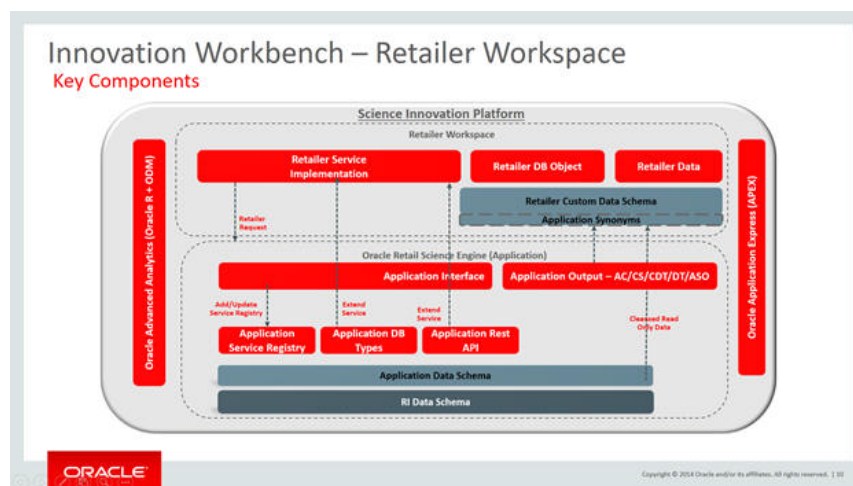 Innovation Workbench – Retailer Workspace
Key Components
Science Innovation Platform
Retailer Workspace
Oracle Advanced Analytics (Oracle R + ODM)
Retailer Service
Implementation
Retailer DB Object
Retailer Data
Oracle Application Express (APEX)
Retailer Custom Data Schema
Application Synonyms
Retailer
Request
Oracle Retail Science Engine (Application)
Application Interface
Application Output – AC/CS/CDT/DT/ASO
Add/Update
Service Registry
Extend
Service
Extend
Service
Cleansed Read
Only Data
Application
Service Registry
Application DB
Types
Application Rest
API
Application Data Schema
RI Data Schema
ORACLE
Copyright © 2014 Oracle and/or its affiliates. All rights reserved. | 10